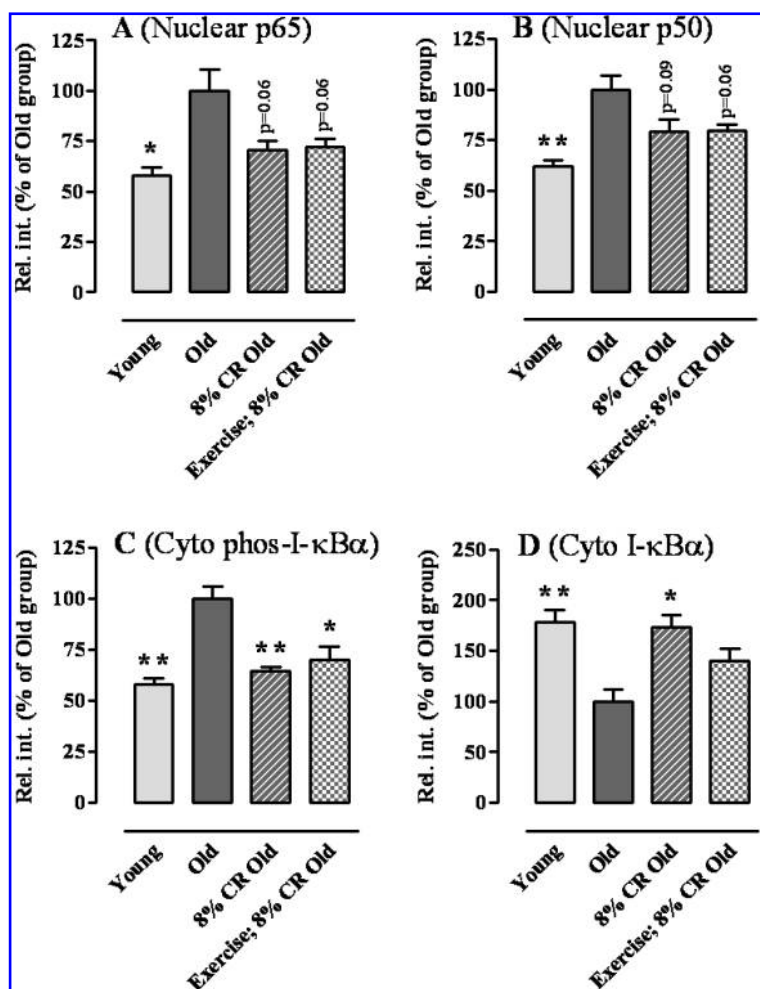 A (Nuclear p65)
Rel. int. (% of Old group)
125
100
75
50
25
0
*
p=0.06
p=0.06
Young
Old
8% CR Old
Exercise; 8% CR Old
B (Nuclear p50)
Rel. int. (% of Old group)
125
100
75
50
25
0
**
p=0.09
p=0.06
Young
Old
8% CR Old
Exercise; 8% CR Old
C (Cyto phos-I-κBα)
Rel. int. (% of Old group)
125
100
75
50
25
0
**
**
*
Young
Old
8% CR Old
Exercise; 8% CR Old
D (Cyto I-κBα)
Rel. int. (% of Old group)
250
200
150
100
50
0
**
*
Young
Old
8% CR Old
Exercise; 8% CR Old